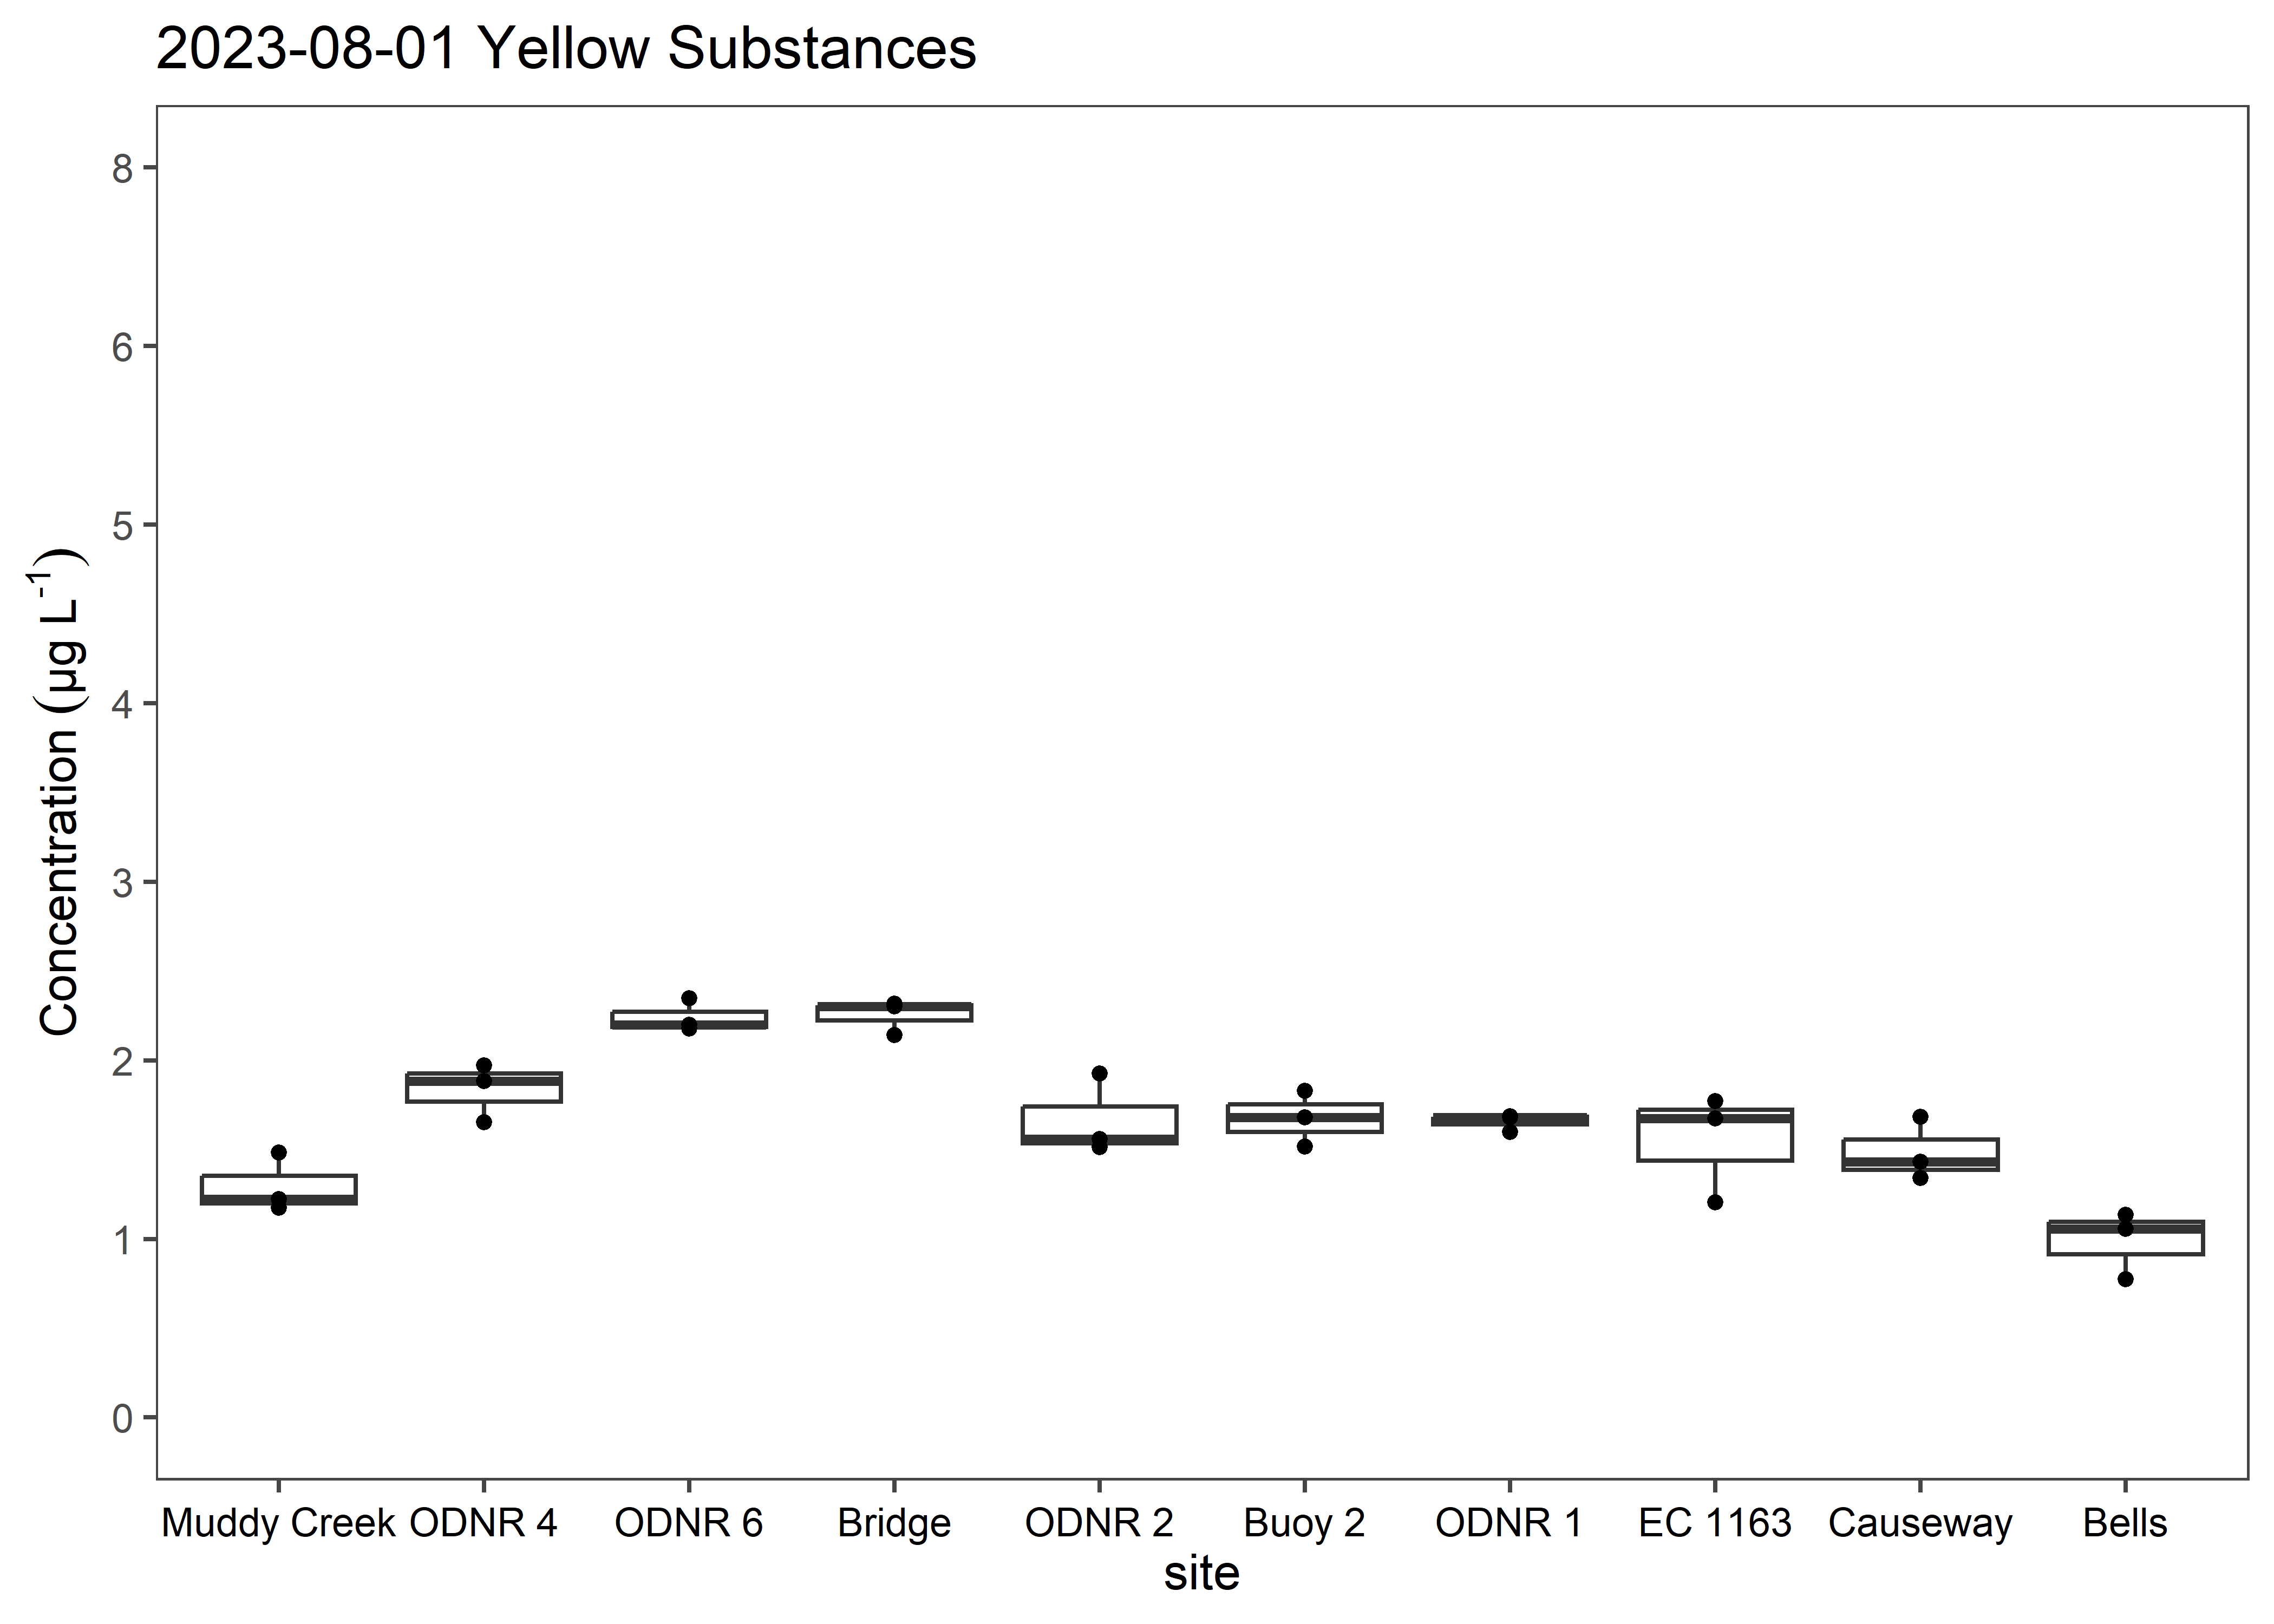 2023-08-01 Yellow Substances
8
6
5
4
3
2
1
0
Concentration (µg L⁻¹)
Muddy Creek ODNR 4 ODNR 6 Bridge ODNR 2 Buoy 2 ODNR 1 EC 1163 Causeway Bells
site